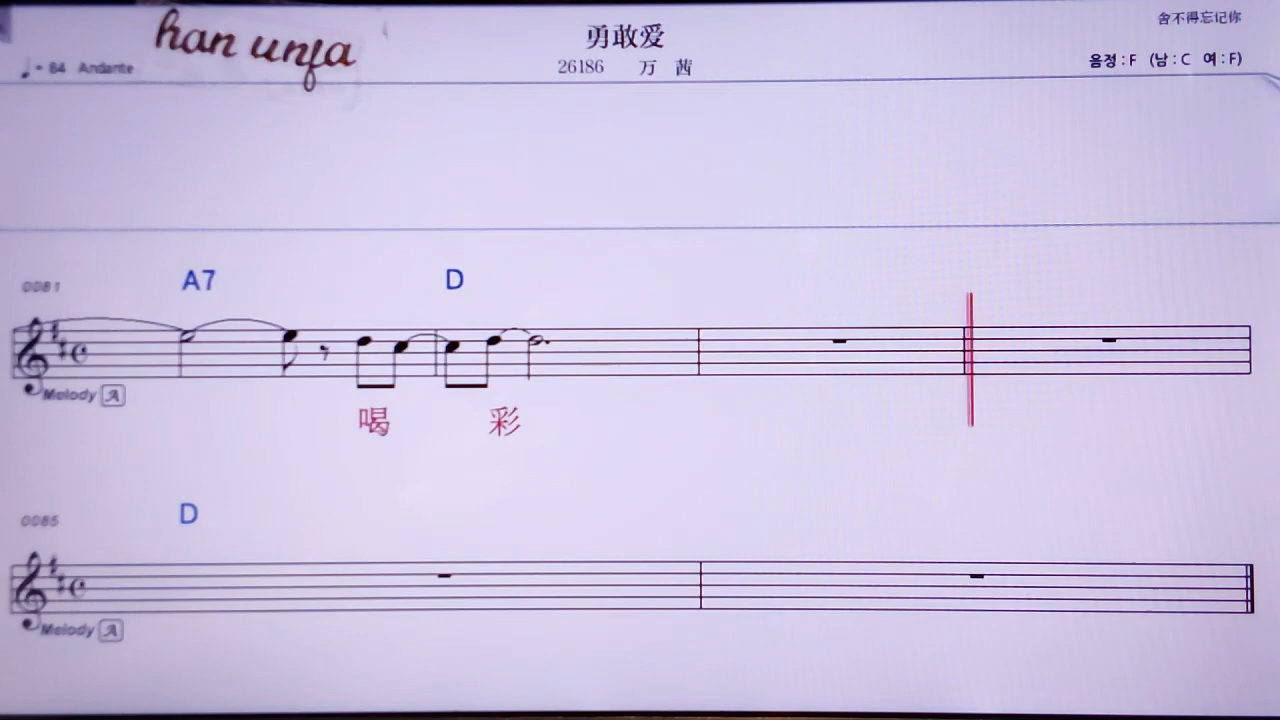 han unfa
勇敢爱
舍不得忘记你
♩ = 84 Andante
26186 万 茜
음정 : F (남 : C 여 : F)
A7 D
0081
Melody A
喝 彩
D
0085
Melody A